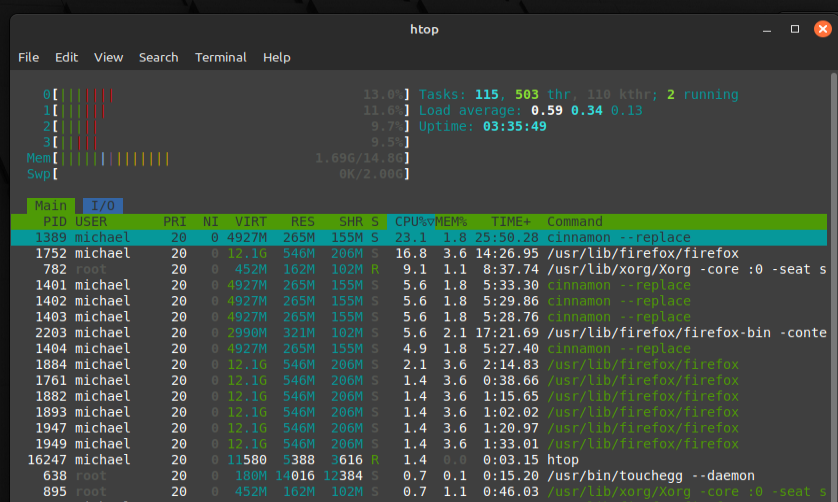 htop
File Edit View Search Terminal Help
0[|||||||| 13.0%] Tasks: 115, 503 thr, 110 kthr; 2 running
1[||||||| 11.6%] Load average: 0.59 0.34 0.13
2[|||||| 9.7%] Uptime: 03:35:49
3[|||||| 9.5%]
Mem[||||||||||||||||| 1.69G/14.8G]
Swp[ 0K/2.00G]
Main I/O
PID USER PRI NI VIRT RES SHR S CPU%▽MEM% TIME+ Command
1389 michael 20 0 4927M 265M 155M S 23.1 1.8 25:50.28 cinnamon --replace
1752 michael 20 0 12.1G 546M 206M S 16.8 3.6 14:26.95 /usr/lib/firefox/firefox
782 root 20 0 452M 162M 102M R 9.1 1.1 8:37.74 /usr/lib/xorg/Xorg -core :0 -seat s
1401 michael 20 0 4927M 265M 155M S 5.6 1.8 5:33.30 cinnamon --replace
1402 michael 20 0 4927M 265M 155M S 5.6 1.8 5:29.86 cinnamon --replace
1403 michael 20 0 4927M 265M 155M S 5.6 1.8 5:28.76 cinnamon --replace
2203 michael 20 0 2990M 321M 102M S 5.6 2.1 17:21.69 /usr/lib/firefox/firefox-bin -conte
1404 michael 20 0 4927M 265M 155M S 4.9 1.8 5:27.40 cinnamon --replace
1884 michael 20 0 12.1G 546M 206M S 2.1 3.6 2:14.83 /usr/lib/firefox/firefox
1761 michael 20 0 12.1G 546M 206M S 1.4 3.6 0:38.66 /usr/lib/firefox/firefox
1882 michael 20 0 12.1G 546M 206M S 1.4 3.6 1:15.65 /usr/lib/firefox/firefox
1893 michael 20 0 12.1G 546M 206M S 1.4 3.6 1:02.02 /usr/lib/firefox/firefox
1947 michael 20 0 12.1G 546M 206M S 1.4 3.6 1:20.97 /usr/lib/firefox/firefox
1949 michael 20 0 12.1G 546M 206M S 1.4 3.6 1:33.01 /usr/lib/firefox/firefox
16247 michael 20 0 11580 5388 3616 R 1.4 0.0 0:03.15 htop
638 root 20 0 180M 14016 12384 S 0.7 0.1 0:15.20 /usr/bin/touchegg --daemon
895 root 20 0 452M 162M 102M S 0.7 1.1 0:46.03 /usr/lib/xorg/Xorg -core :0 -seat s